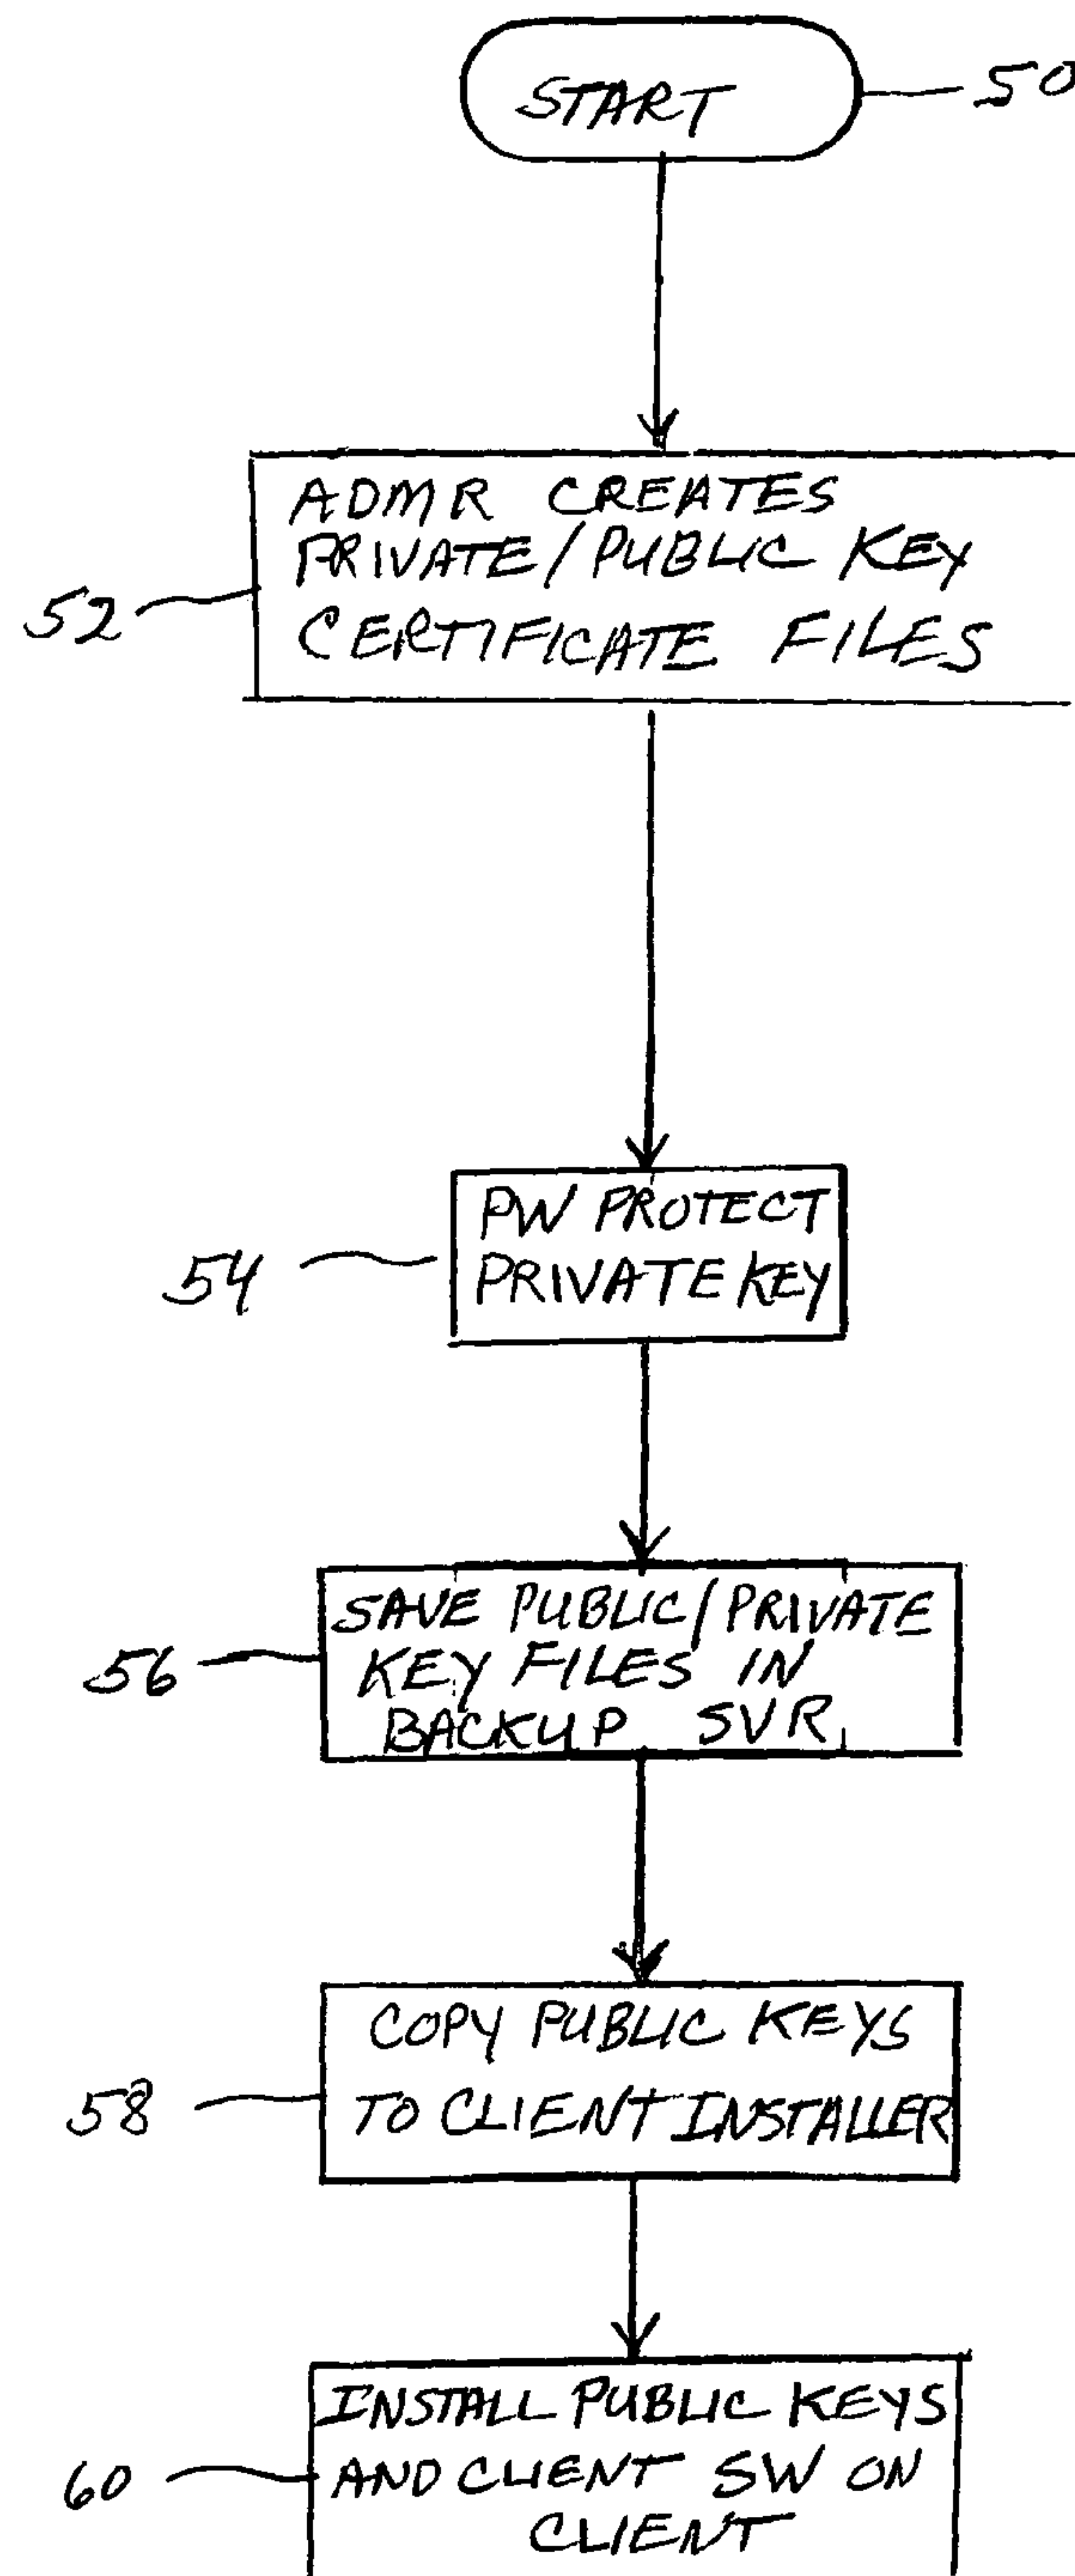 START
50
ADMR CREATES
PRIVATE/PUBLIC KEY
CERTIFICATE FILES
52
PW PROTECT
PRIVATE KEY
54
SAVE PUBLIC/PRIVATE
KEY FILES IN
BACKUP SVR
56
COPY PUBLIC KEYS
TO CLIENT INSTALLER
58
INSTALL PUBLIC KEYS
AND CLIENT SW ON
CLIENT
60